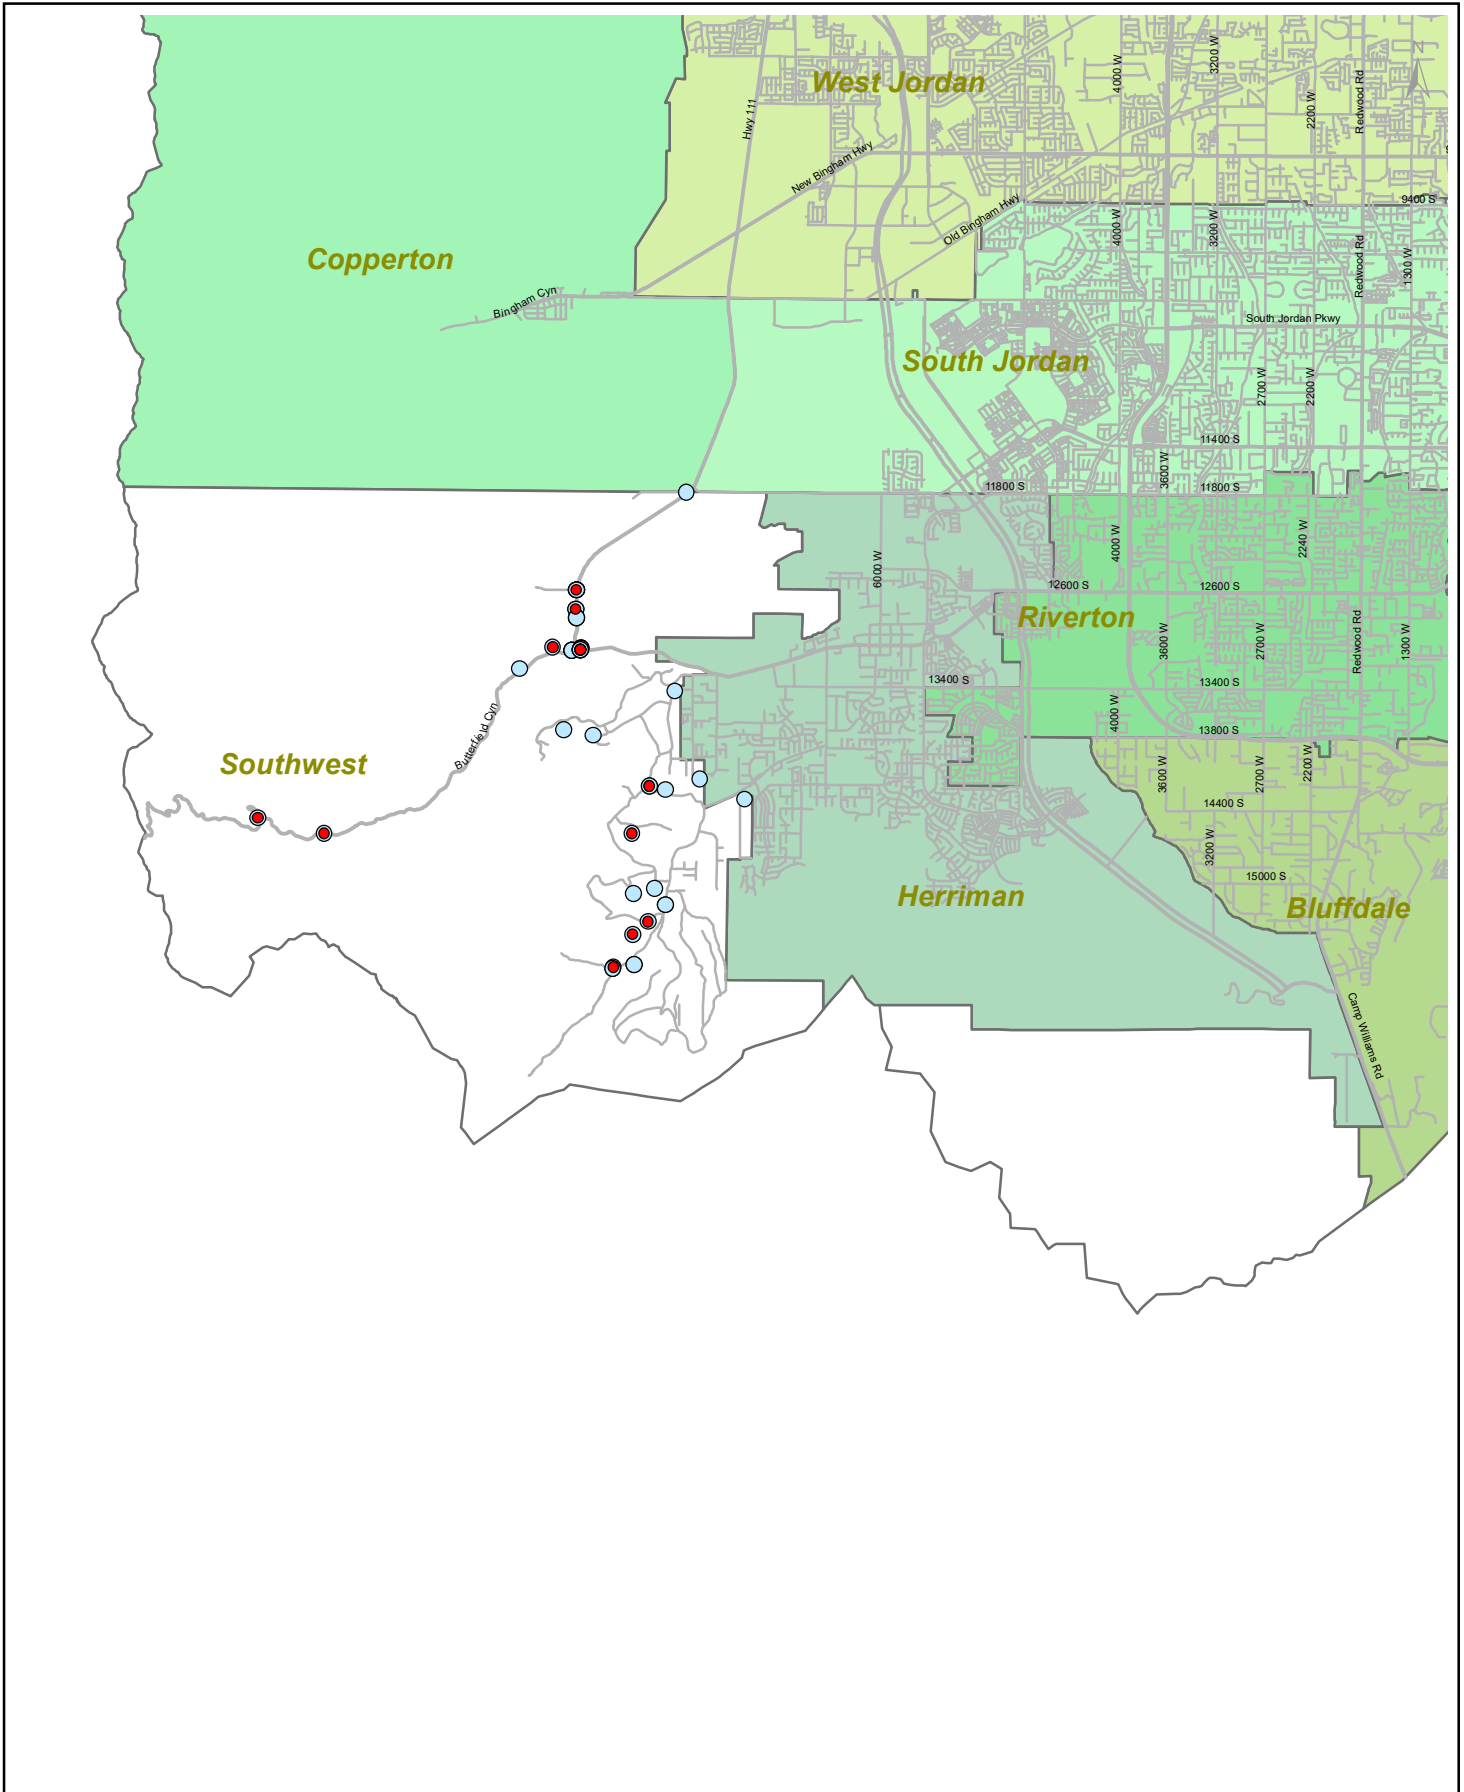 West Jordan
3200 W
4000 W
2200 W
Redwood Rd
N
Hwy 111
New Bingham Hwy
Old Bingham Hwy
9400 S
4000 W
3200 W
Redwood Rd
1300 W
Copperton
Bingham Cyn
South Jordan Pkwy
South Jordan
2700 W
2200 W
11400 S
3600 W
11800 S
11800 S
4000 W
2240 W
6000 W
12600 S
12600 S
Riverton
3600 W
2700 W
Redwood Rd
1300 W
13400 S
13400 S
4000 W
13800 S
Butterfield Cyn
Southwest
3600 W
2700 W
2200 W
14400 S
3200 W
15000 S
Herriman
Bluffdale
Camp Williams Rd